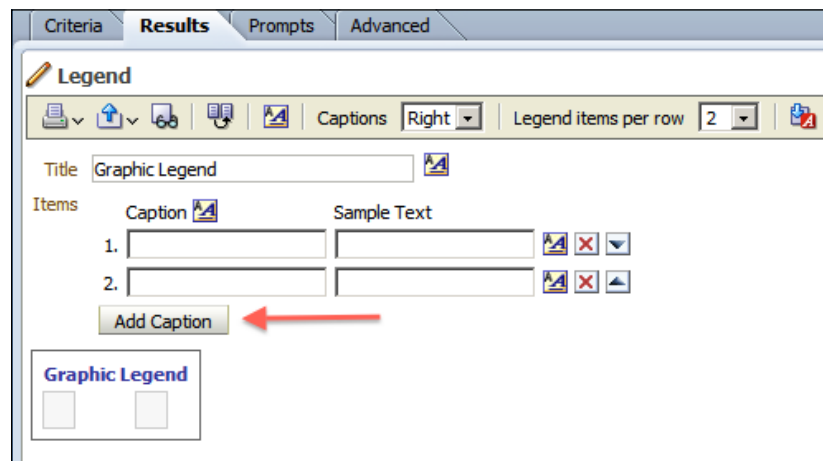 Criteria Results Prompts Advanced
Legend
Captions Right Legend items per row 2
Title Graphic Legend
Items Caption Sample Text
1.
2.
Add Caption
Graphic Legend